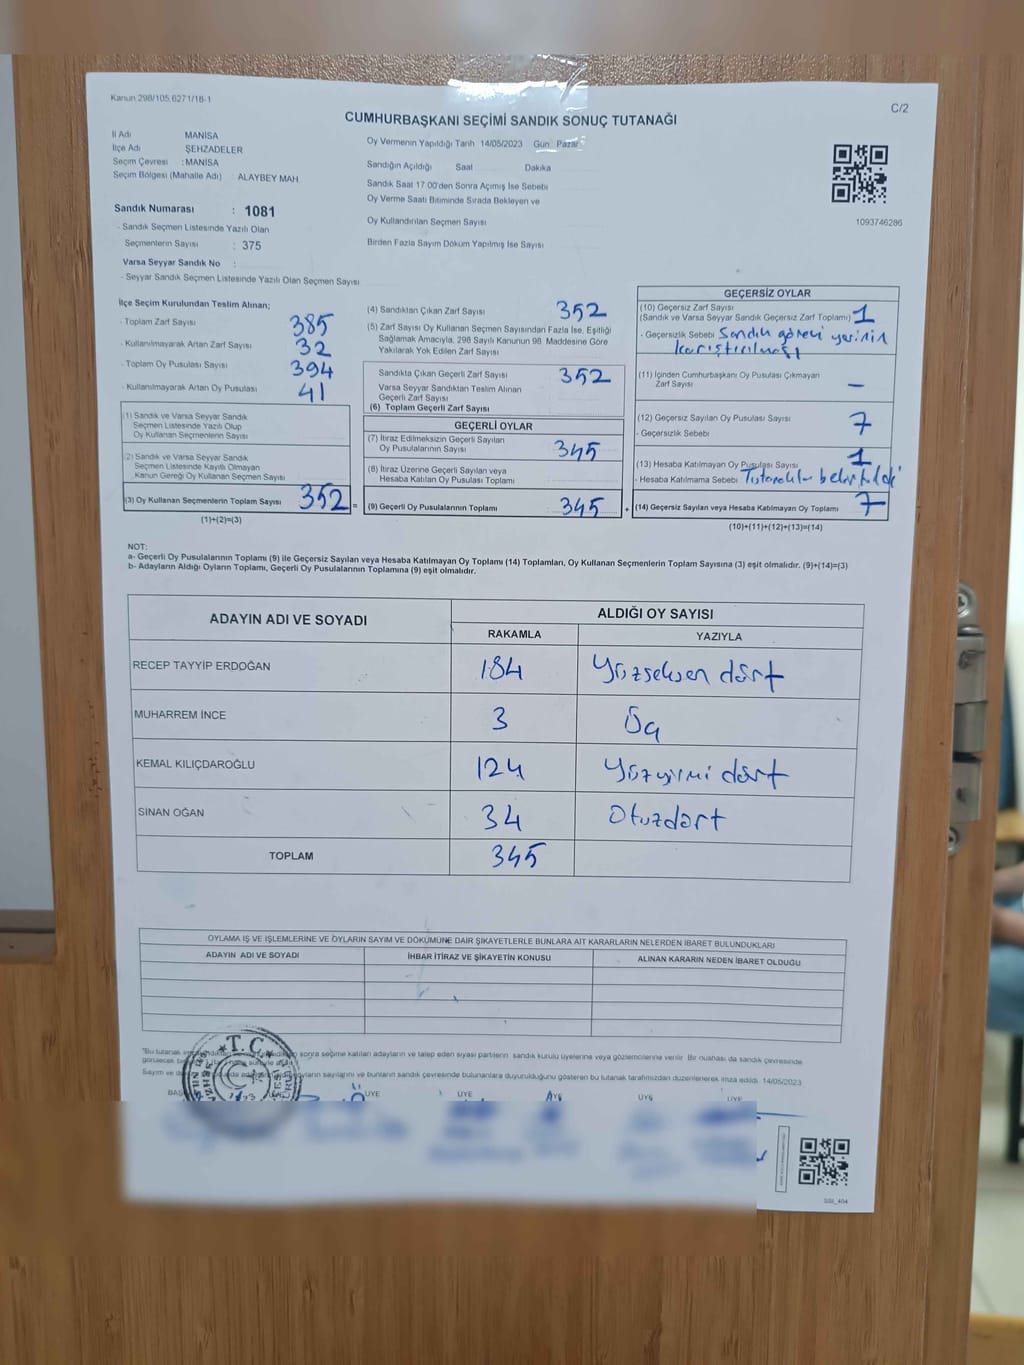 Kanun 298/105,6271/18-1
C/2
CUMHURBAŞKANI SEÇİMİ SANDIK SONUÇ TUTANAĞI
İl Adı MANİSA
İlçe Adı ŞEHZADELER
Seçim Çevresi : MANİSA
Seçim Bölgesi (Mahalle Adı) ALAYBEY MAH.
Sandık Numarası : 1081
- Sandık Seçmen Listesinde Yazılı Olan
Seçmenlerin Sayısı : 375
Varsa Seyyar Sandık No :
- Seyyar Sandık Seçmen Listesinde Yazılı Olan Seçmen Sayısı
Oy Vermenin Yapıldığı Tarih 14/05/2023 Gün Pazar
Sandığın Açıldığı Saat Dakika
Sandık Saat 17.00'den Sonra Açımış İse Sebebi
Oy Verme Saati Bitiminde Sırada Bekleyen ve
Oy Kullandırılan Seçmen Sayısı
Birden Fazla Sayım Döküm Yapılmış İse Sayısı
1093746286
İlçe Seçim Kurulundan Teslim Alınan;
- Toplam Zarf Sayısı 385
- Kullanılmayarak Artan Zarf Sayısı 32
- Toplam Oy Pusulası Sayısı 394
- Kullanılmayarak Artan Oy Pusulası 41
(1) Sandık ve Varsa Seyyar Sandık
Seçmen Listesinde Yazılı Olup
Oy Kullanan Seçmenlerin Sayısı
(2) Sandık ve Varsa Seyyar Sandık
Seçmen Listesinde Kayıtlı Olmayan
Kanun Gereği Oy Kullanan Seçmen Sayısı
(3) Oy Kullanan Seçmenlerin Toplam Sayısı 352 =
(1)+(2)=(3)
(4) Sandıktan Çıkan Zarf Sayısı 352
(5) Zarf Sayısı Oy Kullanan Seçmen Sayısından Fazla İse, Eşitliği
Sağlamak Amacıyla, 298 Sayılı Kanunun 98. Maddesine Göre
Yakılarak Yok Edilen Zarf Sayısı
Sandıkta Çıkan Geçerli Zarf Sayısı 352
Varsa Seyyar Sandıktan Teslim Alınan
Geçerli Zarf Sayısı
(6) Toplam Geçerli Zarf Sayısı
GEÇERLİ OYLAR
(7) İtiraz Edilmeksizin Geçerli Sayılan
Oy Pusulalarının Sayısı 345
(8) İtiraz Üzerine Geçerli Sayılan veya
Hesaba Katılan Oy Pusulası Toplamı
(9) Geçerli Oy Pusulalarının Toplamı 345 +
GEÇERSİZ OYLAR
(10) Geçersiz Zarf Sayısı
(Sandık ve Varsa Seyyar Sandık Geçersiz Zarf Toplamı) 1
- Geçersizlik Sebebi Sandık görevi yerinin
karıştırılması
(11) İçinden Cumhurbaşkanı Oy Pusulası Çıkmayan
Zarf Sayısı –
(12) Geçersiz Sayılan Oy Pusulası Sayısı 7
- Geçersizlik Sebebi
(13) Hesaba Katılmayan Oy Pusulası Sayısı 1
- Hesaba Katılmama Sebebi Tutanakta belirtildi
(14) Geçersiz Sayılan veya Hesaba Katılmayan Oy Toplamı 7
(10)+(11)+(12)+(13)=(14)
NOT:
a- Geçerli Oy Pusulalarının Toplamı (9) ile Geçersiz Sayılan veya Hesaba Katılmayan Oy Toplamı (14) Toplamları, Oy Kullanan Seçmenlerin Toplam Sayısına (3) eşit olmalıdır. (9)+(14)=(3)
b- Adayların Aldığı Oyların Toplamı, Geçerli Oy Pusulalarının Toplamına (9) eşit olmalıdır.
ADAYIN ADI VE SOYADI ALDIĞI OY SAYISI
RAKAMLA YAZIYLA
RECEP TAYYİP ERDOĞAN 184 Yüzseksen dört
MUHARREM İNCE 3 Üç
KEMAL KILIÇDAROĞLU 124 Yüzyirmi dört
SİNAN OĞAN 34 Otuzdört
TOPLAM 345
OYLAMA İŞ VE İŞLEMLERİNE VE OYLARIN SAYIM VE DÖKÜMÜNE DAİR ŞİKAYETLERLE BUNLARA AİT KARARLARIN NELERDEN İBARET BULUNDUKLARI
ADAYIN ADI VE SOYADI İHBAR İTİRAZ VE ŞİKAYETİN KONUSU ALINAN KARARIN NEDEN İBARET OLDUĞU
"Bu tutanak sonra seçime katılan adayların ve talep eden siyasi partilerin sandık kurulu üyelerine veya gözlemcilerine verilir. Bir nüshası da sandık çevresinde
görülecek
Sayım ve oyların sayılarını ve bunların sandık çevresinde bulunanlara duyurulduğunu gösteren bu tutanak tarafımızdan düzenlenerek imza edildi. 14/05/2023
T.C.
ÜYE ÜYE ÜYE ÜYE
SSI_404